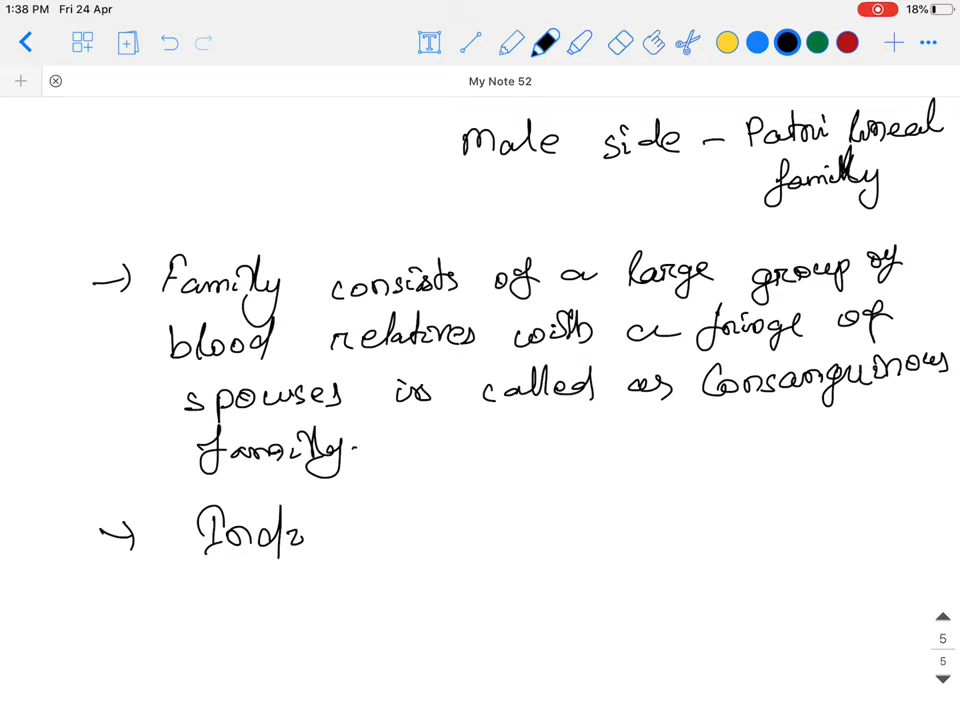 1:38 PM Fri 24 Apr
18%
My Note 52
Male side - Patri lineal
family
→ Family consists of a large group of
blood relatives with a fringe of
spouses is called as Consanguinous
family.
→
5
5